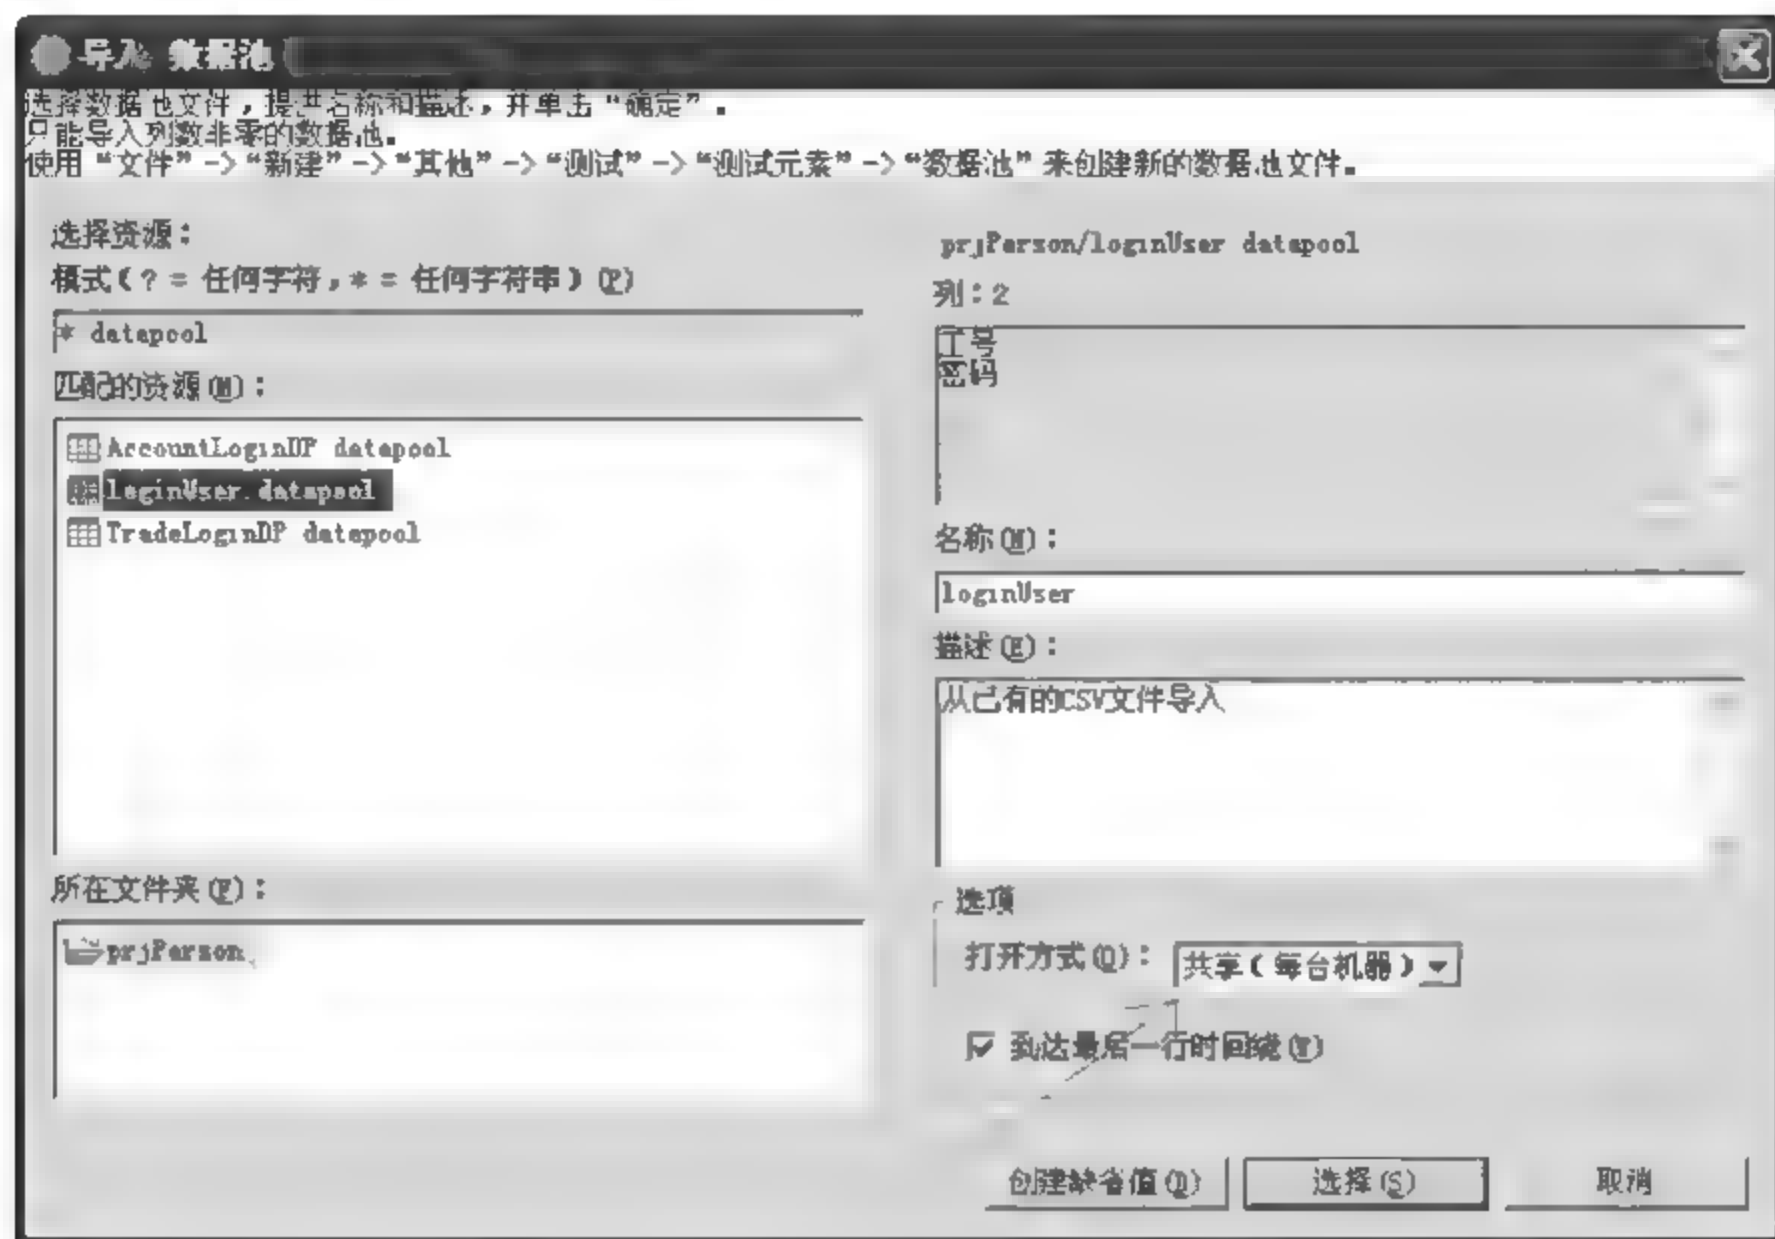 导入 数据池
选择数据池文件，提供名称和描述，并单击“确定”.
只能导入列数非零的数据池.
使用“文件”->“新建”->“其他”->“测试”->“测试元素”->“数据池”来创建新的数据池文件.
选择资源：
模式(?=任何字符,*=任何字符串)(P)
* datapool
匹配的资源(M)：
AccountLoginDP datapool
loginUser.datapool
TradeLoginDP datapool
所在文件夹(F)：
prjPerson
prjPerson/loginUser datapool
列：2
工号
密码
名称(N)：
loginUser
描述(E)：
从已有的CSV文件导入
选项
打开方式(O)：
共享(每台机器)
到达最后一行时回绕(W)
创建缺省值(D)
选择(S)
取消